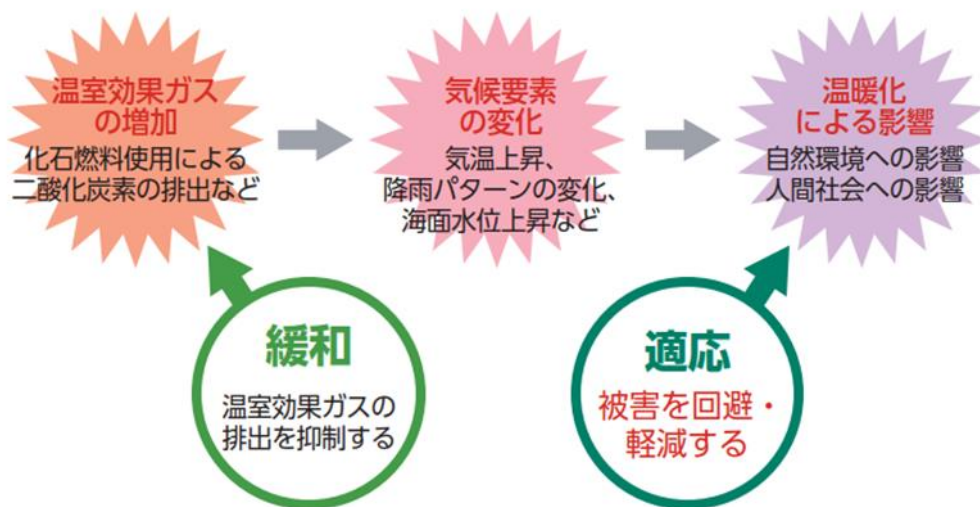 温室効果ガス
の増加
化石燃料使用による
二酸化炭素の排出など
気候要素
の変化
気温上昇、
降雨パターンの変化、
海面水位上昇など
温暖化
による影響
自然環境への影響
人間社会への影響
緩和
温室効果ガスの
排出を抑制する
適応
被害を回避・
軽減する